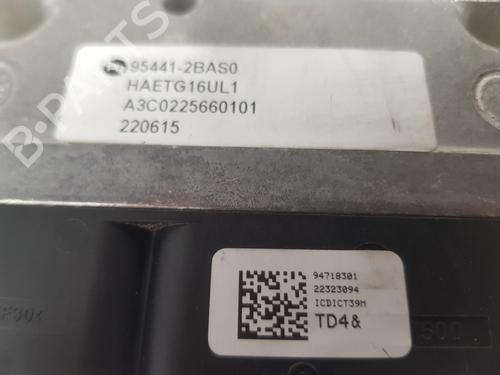 B-PARTS
95441-2BAS0
HAETG16UL1
A3C0225660101
220615
94718301
22323094
ICDICT39M
TD4&